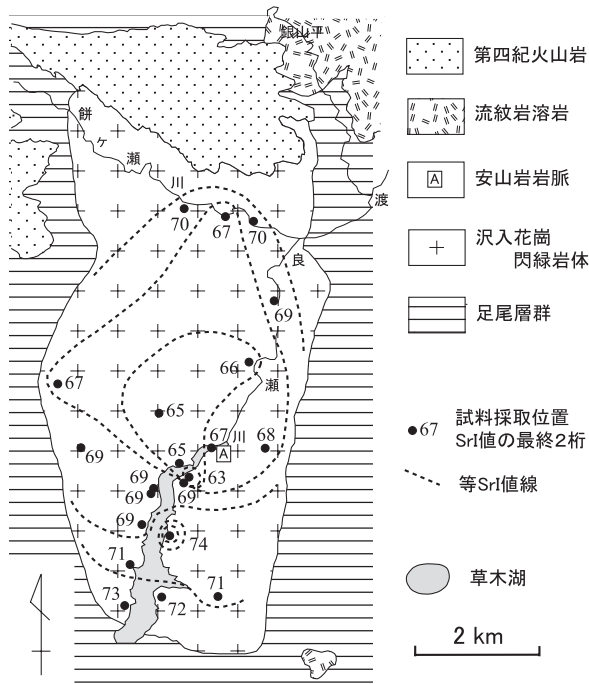 銀山平
餅
ヶ
瀬
川
渡
良
瀬
川
70
67
70
69
66
67
65
69
67
68
A
65
63
69
69
69
69
74
71
73
72
71
第四紀火山岩
流紋岩溶岩
A
安山岩岩脈
沢入花崗
閃緑岩体
足尾層群
67
試料採取位置
SrI値の最終2桁
等SrI値線
草木湖
2 km